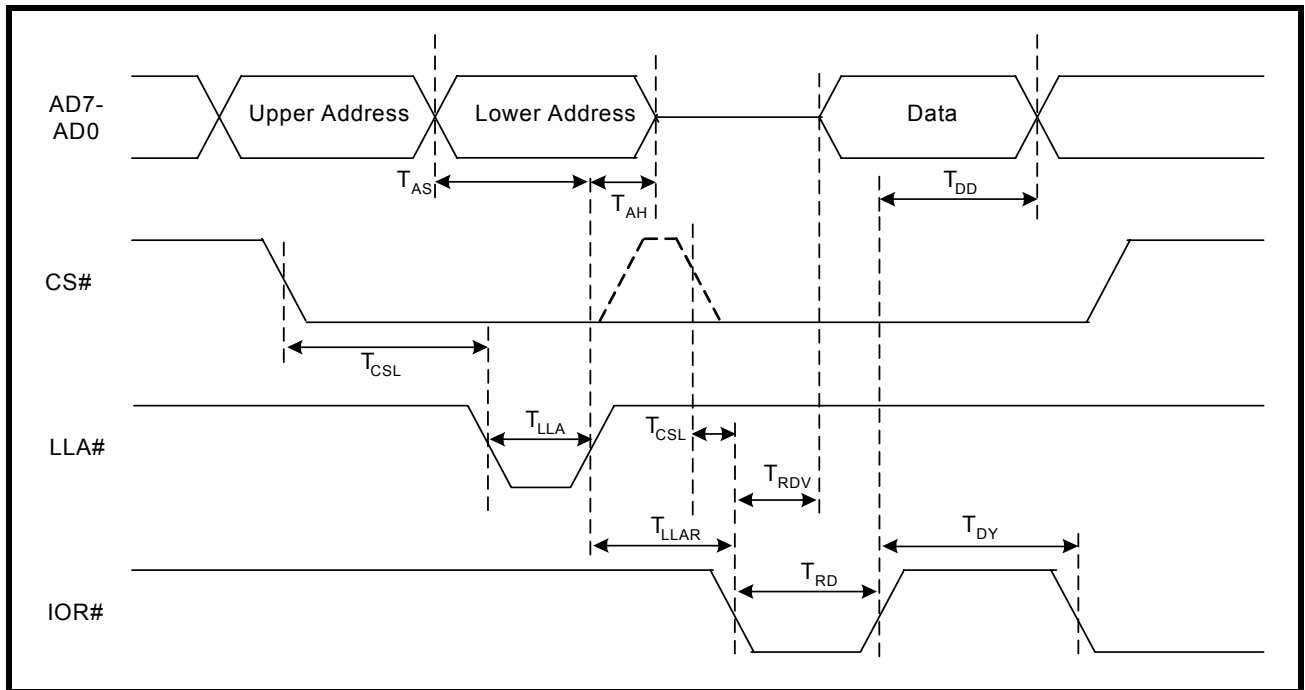 AD7-
AD0
Upper Address
Lower Address
Data
T_AS
T_AH
T_DD
CS#
T_CSL
LLA#
T_LLA
T_CSL
T_RDV
T_LLAR
T_DY
T_RD
IOR#